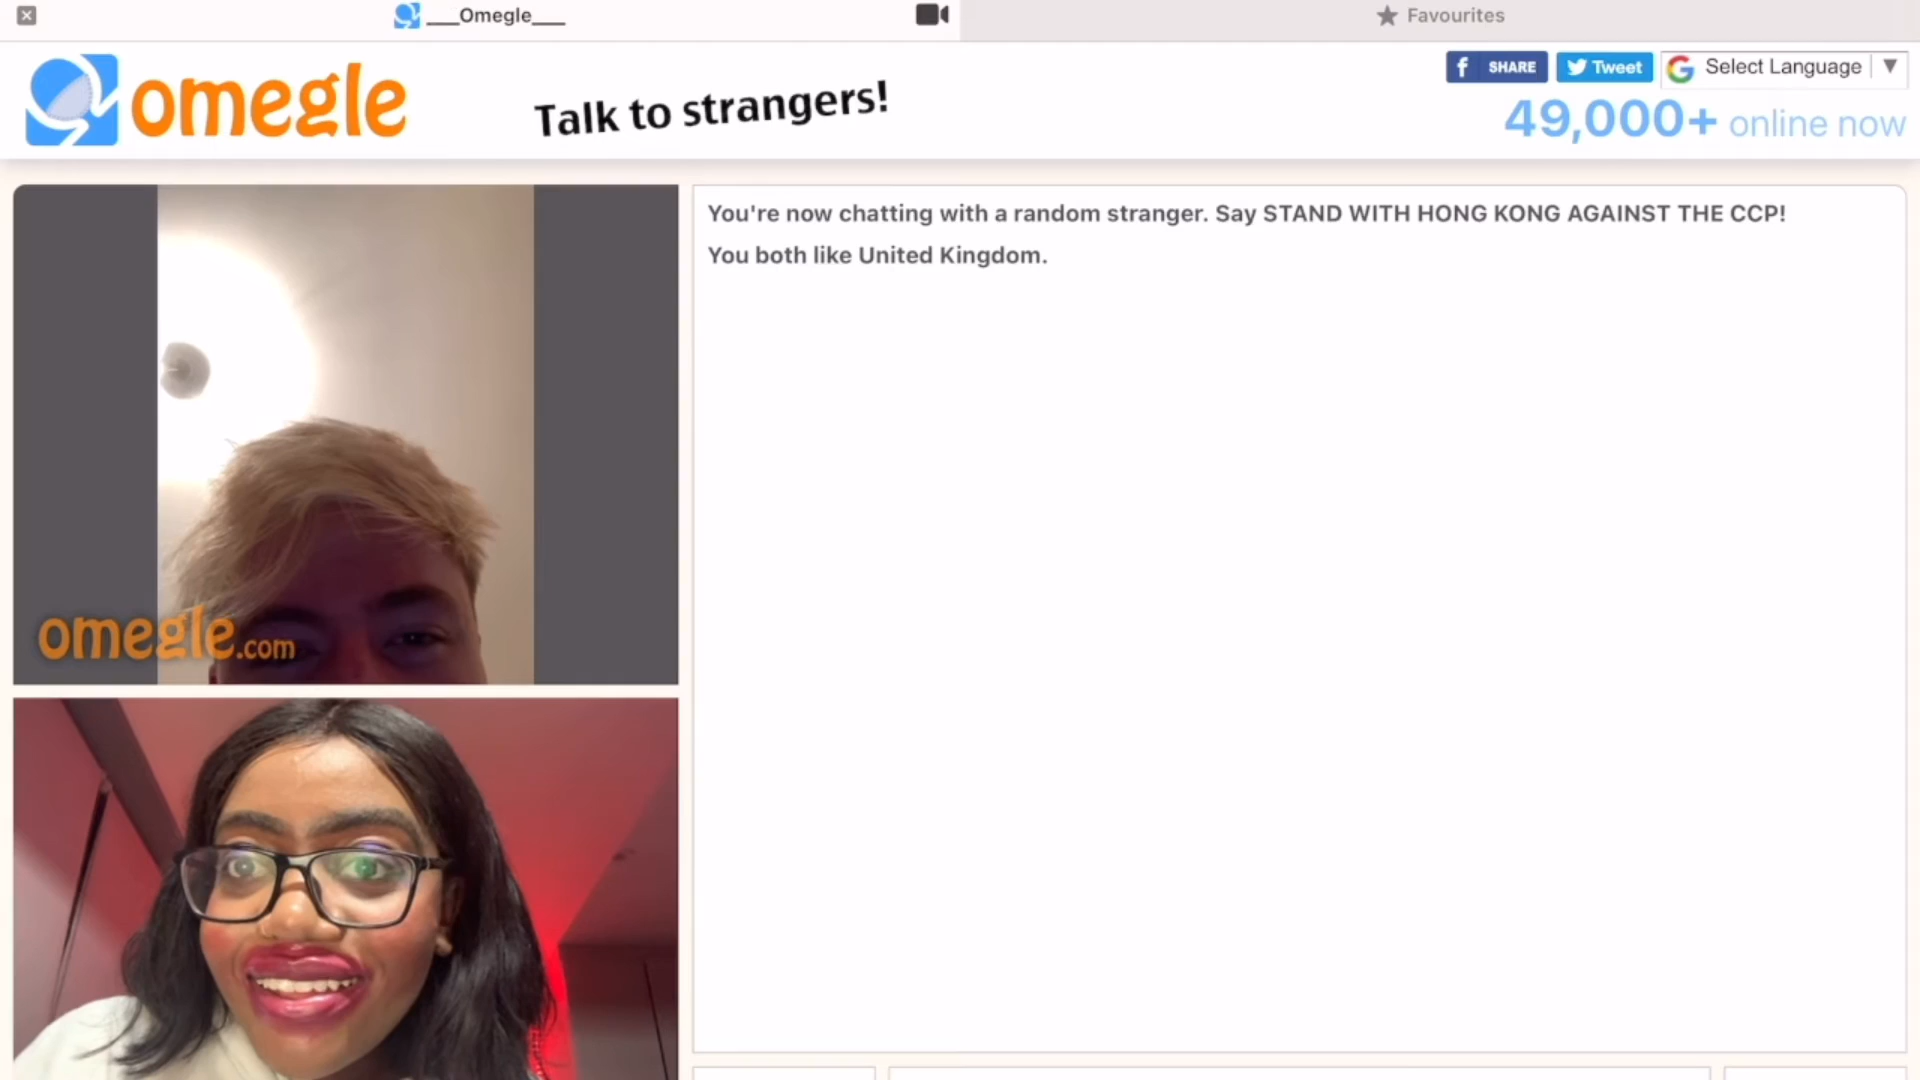 ___Omegle___
Favourites
omegle
Talk to strangers!
f SHARE
Tweet
G Select Language ▼
49,000+ online now
You're now chatting with a random stranger. Say STAND WITH HONG KONG AGAINST THE CCP!
You both like United Kingdom.
omegle.com